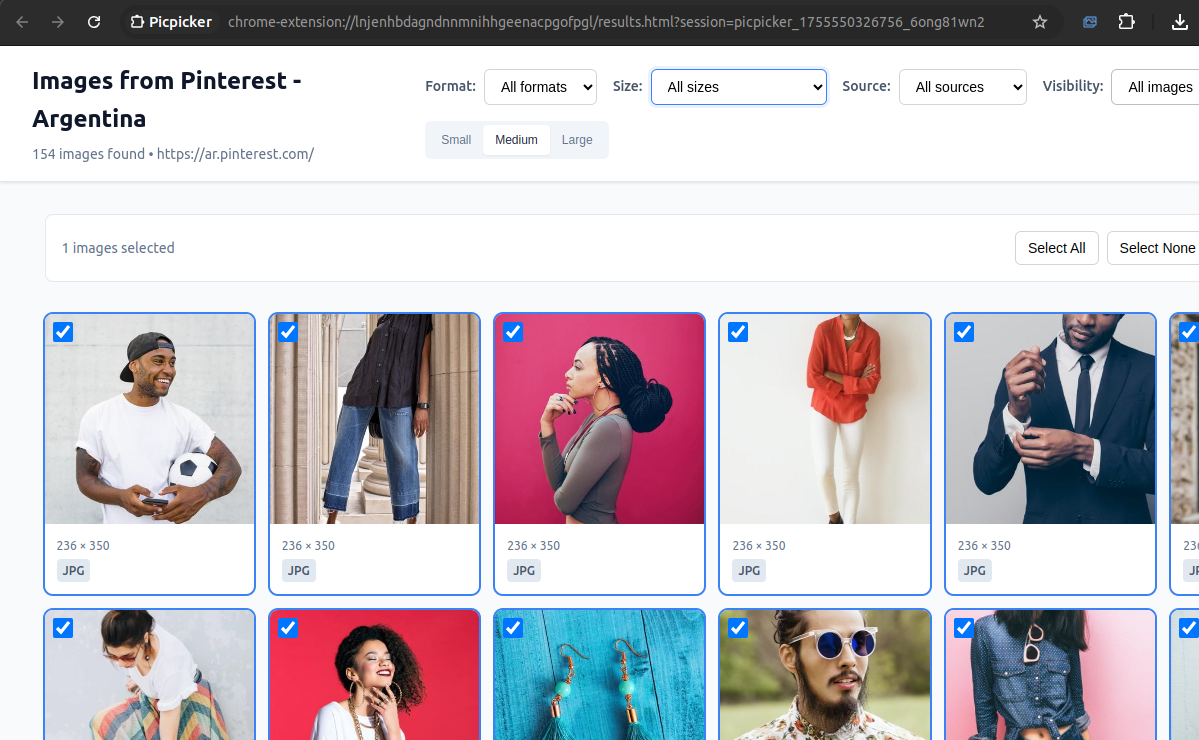 Picpicker chrome-extension://lnjenhbdagndnnmnihhgeenacpgofpgl/results.html?session=picpicker_1755550326756_6ong81wn2
Images from Pinterest -
Argentina
154 images found • https://ar.pinterest.com/
Format: All formats Size: All sizes Source: All sources Visibility: All images
Small Medium Large
1 images selected
Select All Select None
236 × 350 236 × 350 236 × 350 236 × 350 236 × 350
JPG JPG JPG JPG JPG